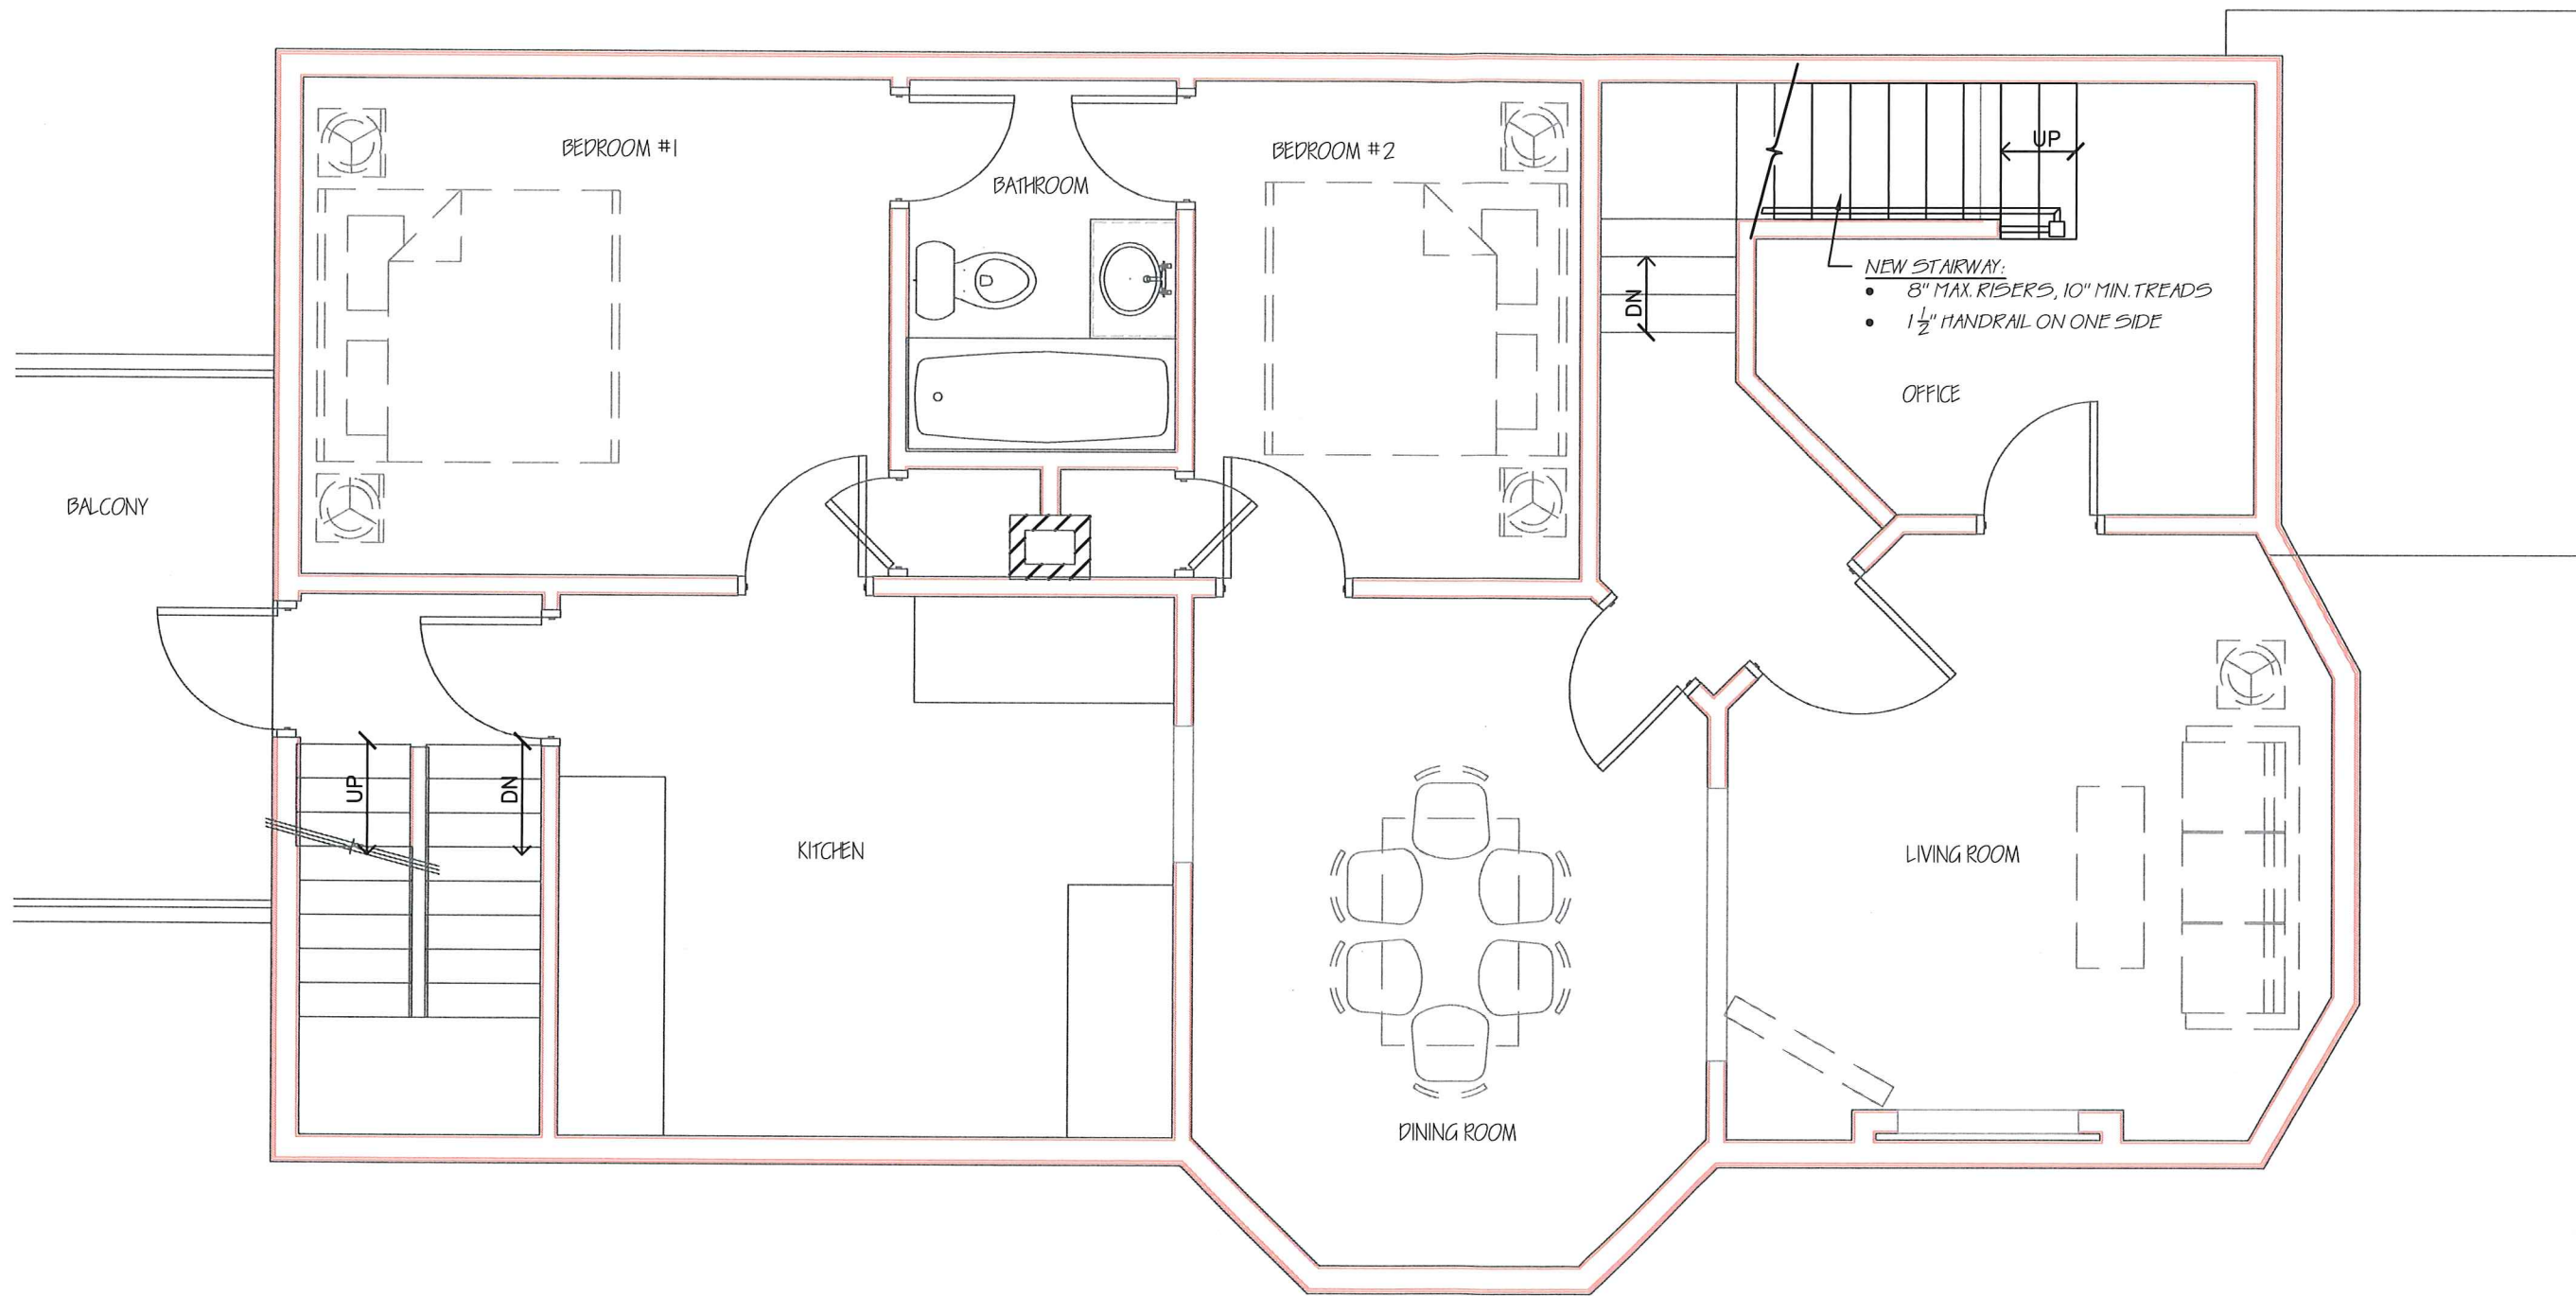 UP
BEDROOM #1
BEDROOM #2
BATHROOM
NEW STAIRWAY:
• 8" MAX. RISERS, 10" MIN. TREADS
• 1 1/2" HANDRAIL ON ONE SIDE
DN
OFFICE
BALCONY
UP
DN
KITCHEN
LIVING ROOM
DINING ROOM